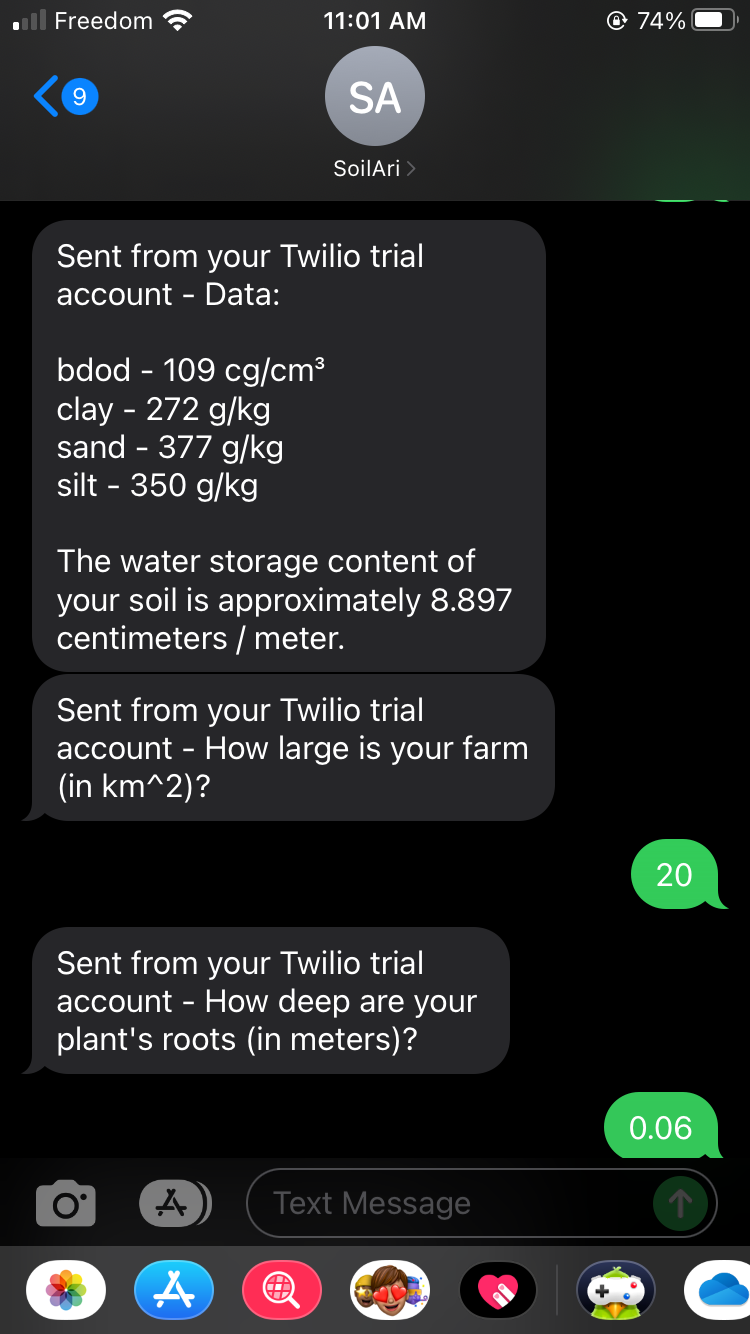 Freedom
11:01 AM
74%
9
SA
SoilAri
Sent from your Twilio trial
account - Data:
bdod - 109 cg/cm³
clay - 272 g/kg
sand - 377 g/kg
silt - 350 g/kg
The water storage content of
your soil is approximately 8.897
centimeters / meter.
Sent from your Twilio trial
account - How large is your farm
(in km^2)?
20
Sent from your Twilio trial
account - How deep are your
plant's roots (in meters)?
0.06
Text Message